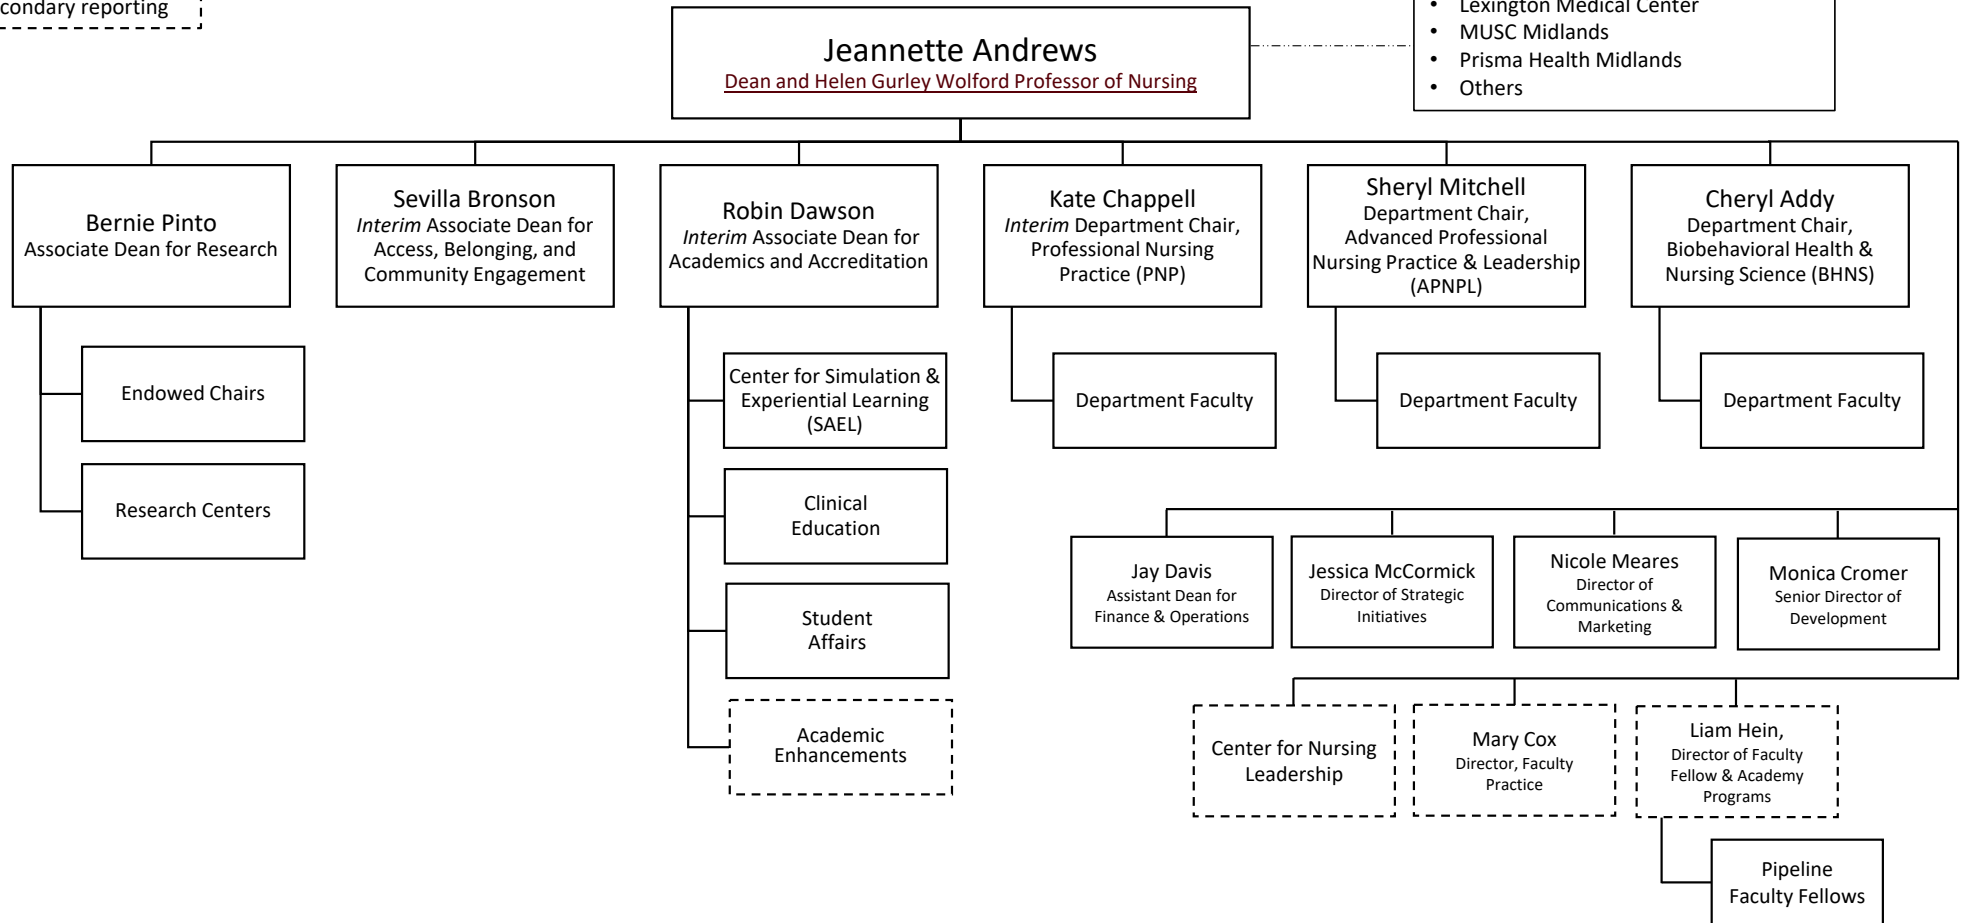 reporting
Lexington Medical Center
• MUSC Midlands
• Prisma Health Midlands
• Others
Jeannette Andrews
Dean and Helen Gurley Wolford Professor of Nursing
Bernie Pinto
Associate Dean for Research
Sevilla Bronson
Interim Associate Dean for
Access, Belonging, and
Community Engagement
Robin Dawson
Interim Associate Dean for
Academics and Accreditation
Kate Chappell
Interim Department Chair,
Professional Nursing
Practice (PNP)
Sheryl Mitchell
Department Chair,
Advanced Professional
Nursing Practice & Leadership
(APNPL)
Cheryl Addy
Department Chair,
Biobehavioral Health &
Nursing Science (BHNS)
Endowed Chairs
Research Centers
Center for Simulation &
Experiential Learning
(SAEL)
Clinical
Education
Student
Affairs
Academic
Enhancements
Department Faculty
Department Faculty
Department Faculty
Jay Davis
Assistant Dean for
Finance & Operations
Jessica McCormick
Director of Strategic
Initiatives
Nicole Meares
Director of
Communications &
Marketing
Monica Cromer
Senior Director of
Development
Center for Nursing
Leadership
Mary Cox
Director, Faculty
Practice
Liam Hein,
Director of Faculty
Fellow & Academy
Programs
Pipeline
Faculty Fellows